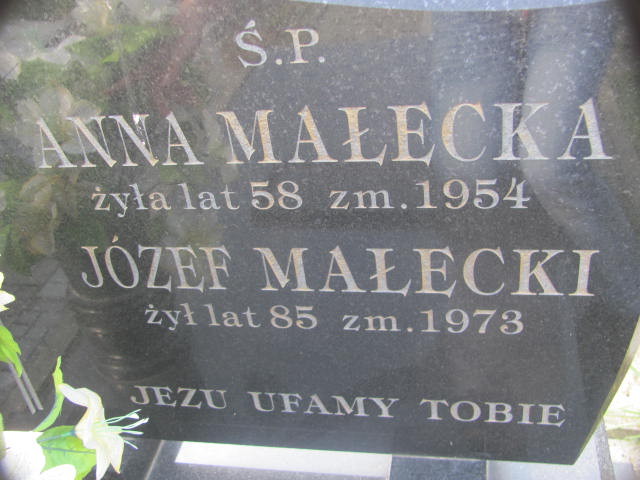 Ś.P.
ANNA MAŁECKA
żyła lat 58 zm. 1954
JÓZEF MAŁECKI
żył lat 85 zm. 1973
JEZU UFAMY TOBIE